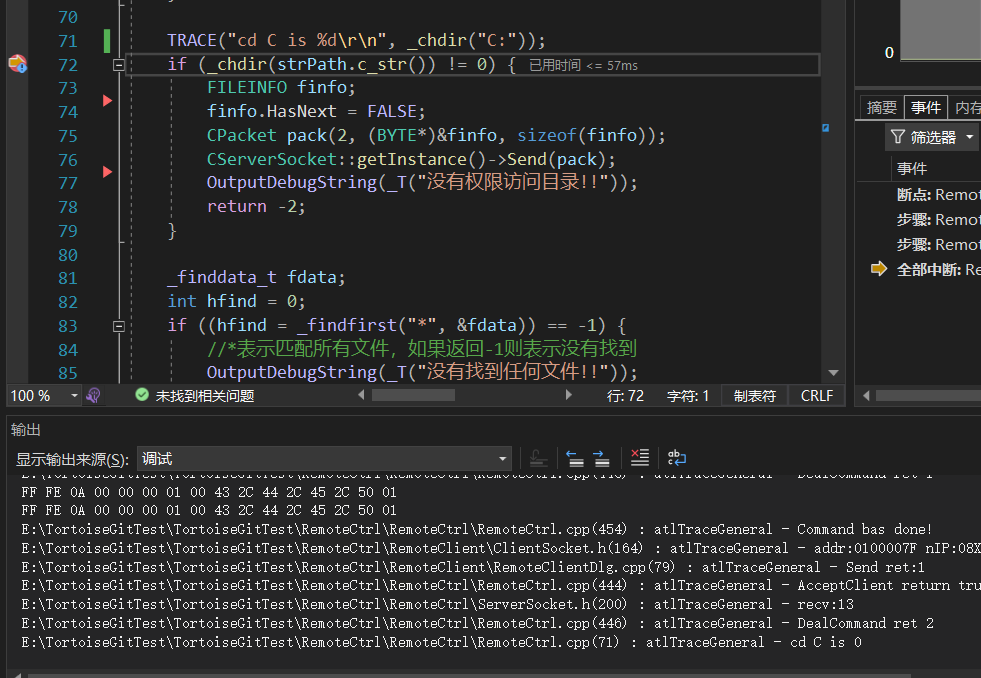 70
71 TRACE("cd C is %d\r\n", _chdir("C:"));
72 if (_chdir(strPath.c_str()) != 0) { 已用时间 <= 57ms
73 FILEINFO finfo;
74 finfo.HasNext = FALSE;
75 CPacket pack(2, (BYTE*)&finfo, sizeof(finfo));
76 CServerSocket::getInstance()->Send(pack);
77 OutputDebugString(_T("没有权限访问目录!!"));
78 return -2;
79 }
80
81 _finddata_t fdata;
82 int hfind = 0;
83 if ((hfind = _findfirst("*", &fdata)) == -1) {
84 //*表示匹配所有文件, 如果返回-1则表示没有找到
85 OutputDebugString(_T("没有找到任何文件!!"));
100 % 未找到相关问题 行: 72 字符: 1 制表符 CRLF
0
摘要 事件 内存
筛选器
事件
断点: Remot
步骤: Remot
步骤: Remot
全部中断: Re
输出
显示输出来源(S): 调试
FF FE 0A 00 00 00 01 00 43 2C 44 2C 45 2C 50 01
FF FE 0A 00 00 00 01 00 43 2C 44 2C 45 2C 50 01
E:\TortoiseGitTest\TortoiseGitTest\RemoteCtrl\RemoteCtrl\RemoteCtrl.cpp(454) : atlTraceGeneral - Command bas done!
E:\TortoiseGitTest\TortoiseGitTest\RemoteCtrl\RemoteClient\ClientSocket.h(164) : atlTraceGeneral - addr:0100007F nIP:08X
E:\TortoiseGitTest\TortoiseGitTest\RemoteCtrl\RemoteClient\RemoteClientDlg.cpp(79) : atlTraceGeneral - Send ret:1
E:\TortoiseGitTest\TortoiseGitTest\RemoteCtrl\RemoteCtrl\RemoteCtrl.cpp(444) : atlTraceGeneral - AcceptClient return tru
E:\TortoiseGitTest\TortoiseGitTest\RemoteCtrl\RemoteCtrl\ServerSocket.h(200) : atlTraceGeneral - recv:13
E:\TortoiseGitTest\TortoiseGitTest\RemoteCtrl\RemoteCtrl\RemoteCtrl.cpp(446) : atlTraceGeneral - DealCommand ret 2
E:\TortoiseGitTest\TortoiseGitTest\RemoteCtrl\RemoteCtrl\RemoteCtrl.cpp(71) : atlTraceGeneral - cd C is 0